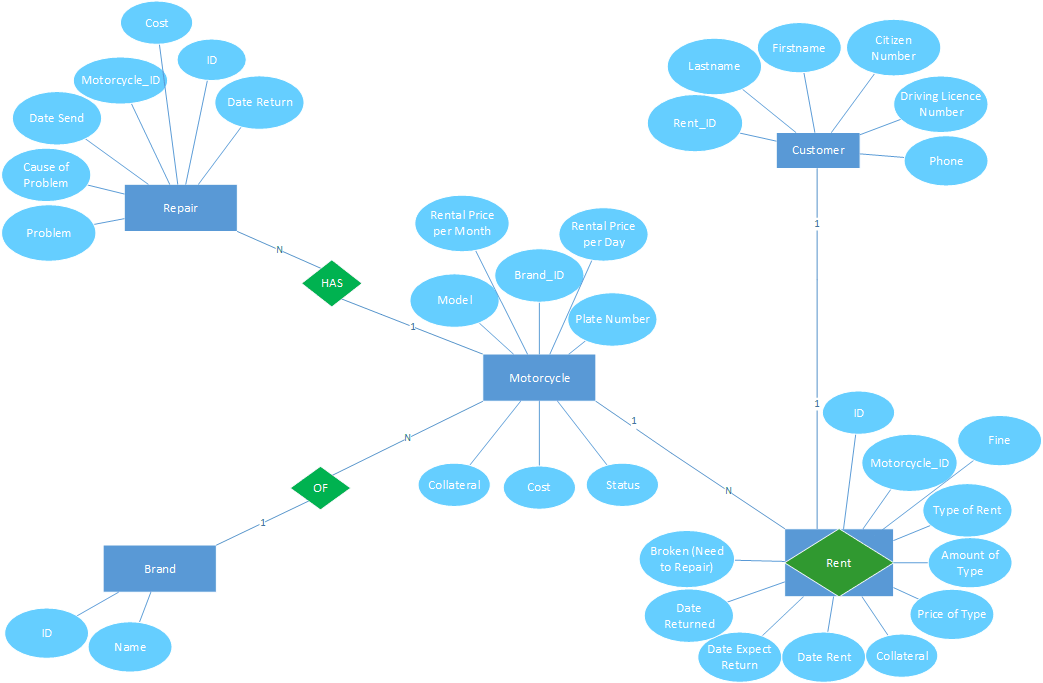 Cost
ID
Motorcycle_ID
Date Return
Date Send
Cause of
Problem
Problem
Repair
N
HAS
1
Citizen
Number
Firstname
Lastname
Driving Licence
Number
Rent_ID
Customer
Phone
1
1
Rental Price
per Month
Rental Price
per Day
Brand_ID
Model
Plate Number
Motorcycle
Collateral
Cost
Status
N
OF
1
Brand
ID
Name
1
N
ID
Fine
Motorcycle_ID
Type of Rent
Amount of
Type
Price of Type
Collateral
Date Rent
Date Expect
Return
Date
Returned
Broken (Need
to Repair)
Rent